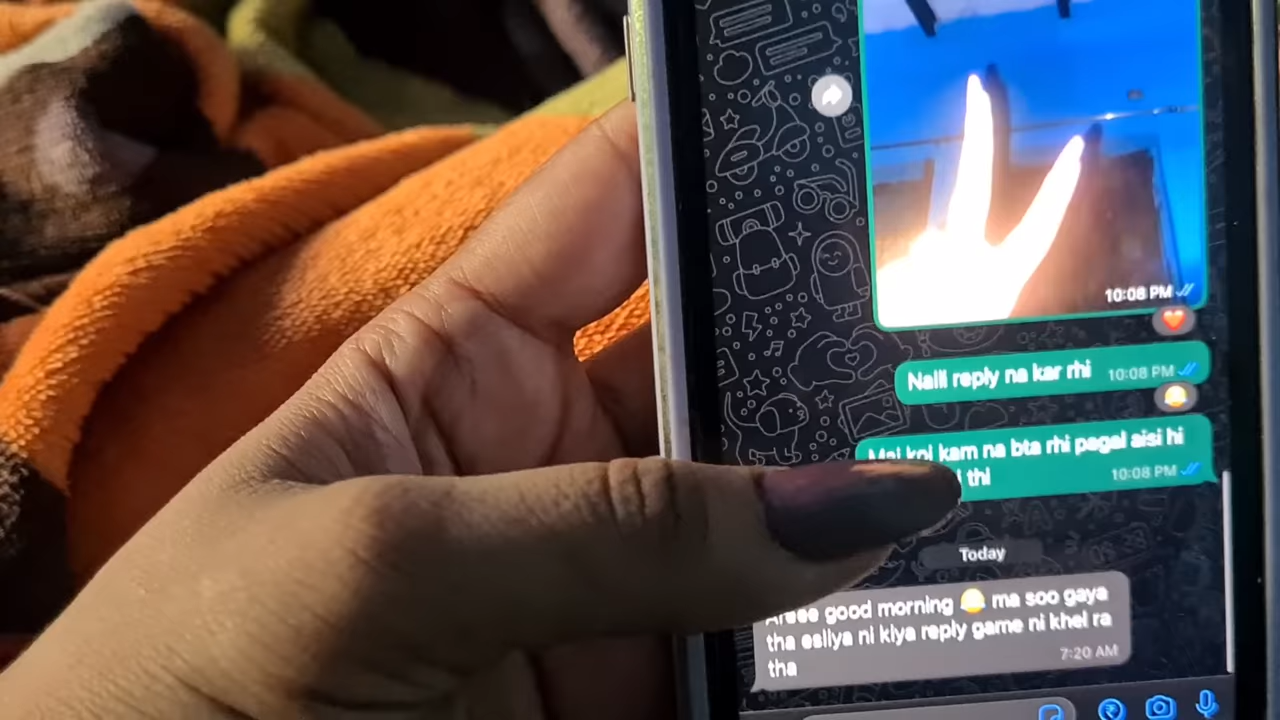 10:08 PM
Naili reply na kar rhi 10:08 PM
Mai koi kam na bta rhi pagal aisi hi
thi 10:08 PM
Today
Areee good morning ma soo gaya
tha esliya ni kiya reply game ni khel ra
tha 7:20 AM